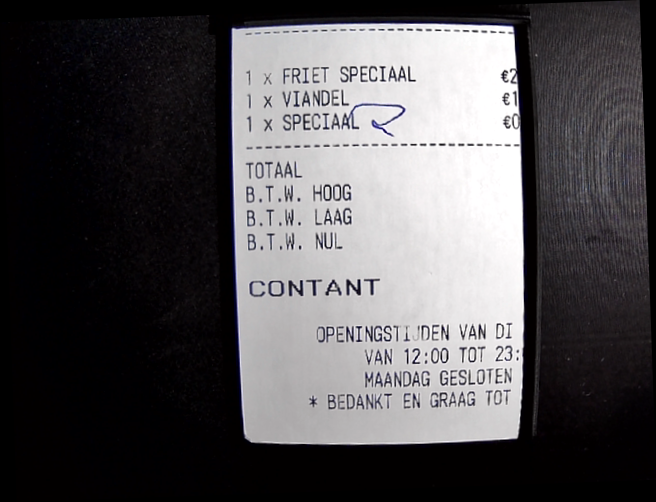 1 x FRIET SPECIAAL €2
1 x VIANDEL €1
1 x SPECIAAL €0
TOTAAL
B.T.W. HOOG
B.T.W. LAAG
B.T.W. NUL
CONTANT
OPENINGSTIJDEN VAN DI
VAN 12:00 TOT 23:
MAANDAG GESLOTEN
* BEDANKT EN GRAAG TOT